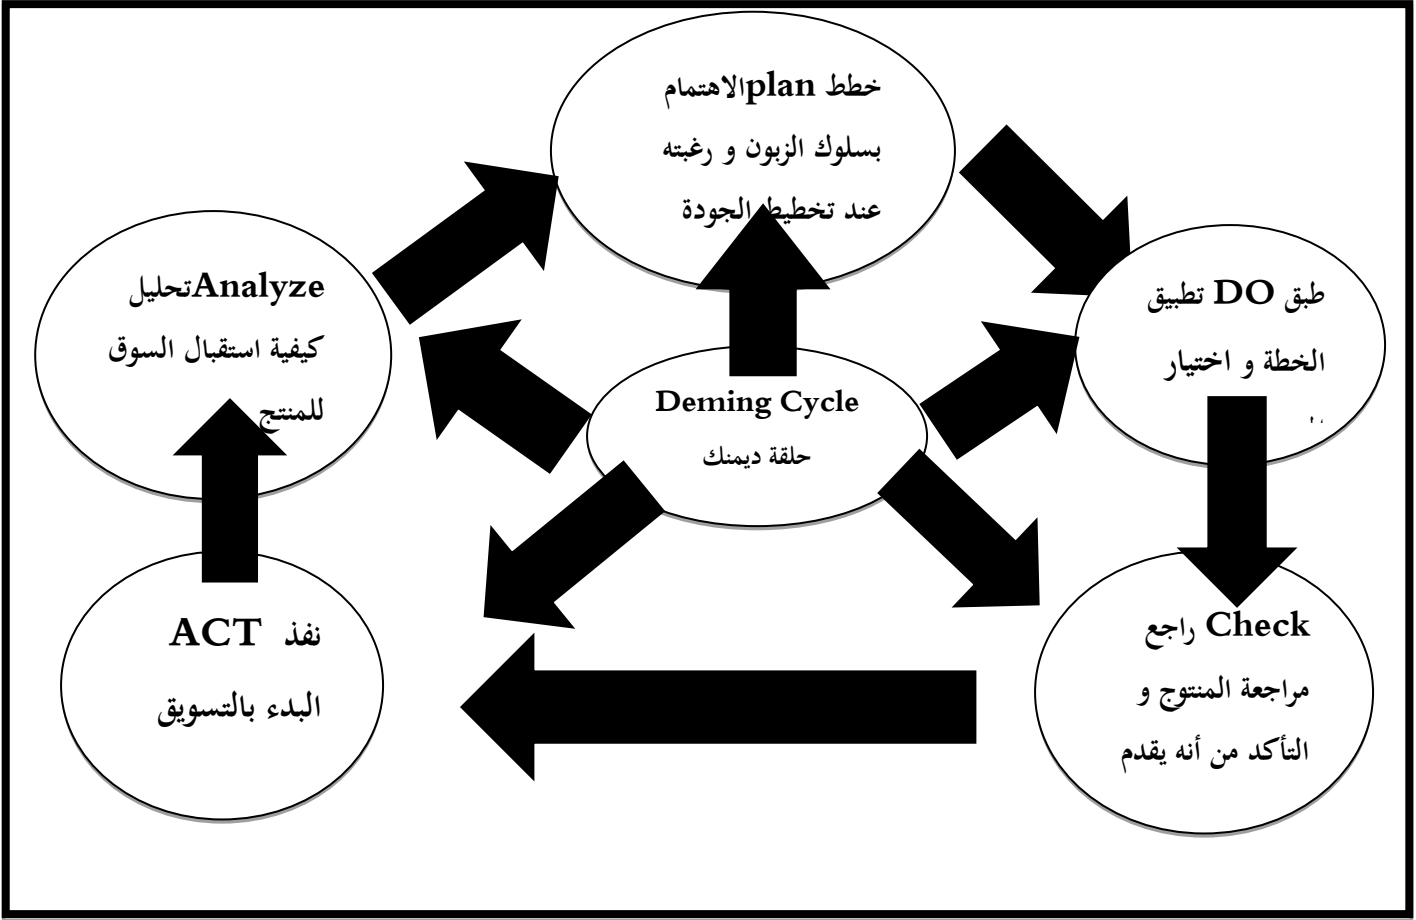 خطط planالاهتمام
بسلوك الزبون و رغبته
عند تخطيط الجودة
طبق DO تطبيق
الخطة و اختيار
Analyzeتحليل
كيفية استقبال السوق
للمنتج
Deming Cycle
حلقة ديمنك
Check راجع
مراجعة المنتوج و
التأكد من أنه يقدم
نفذ ACT
البدء بالتسويق